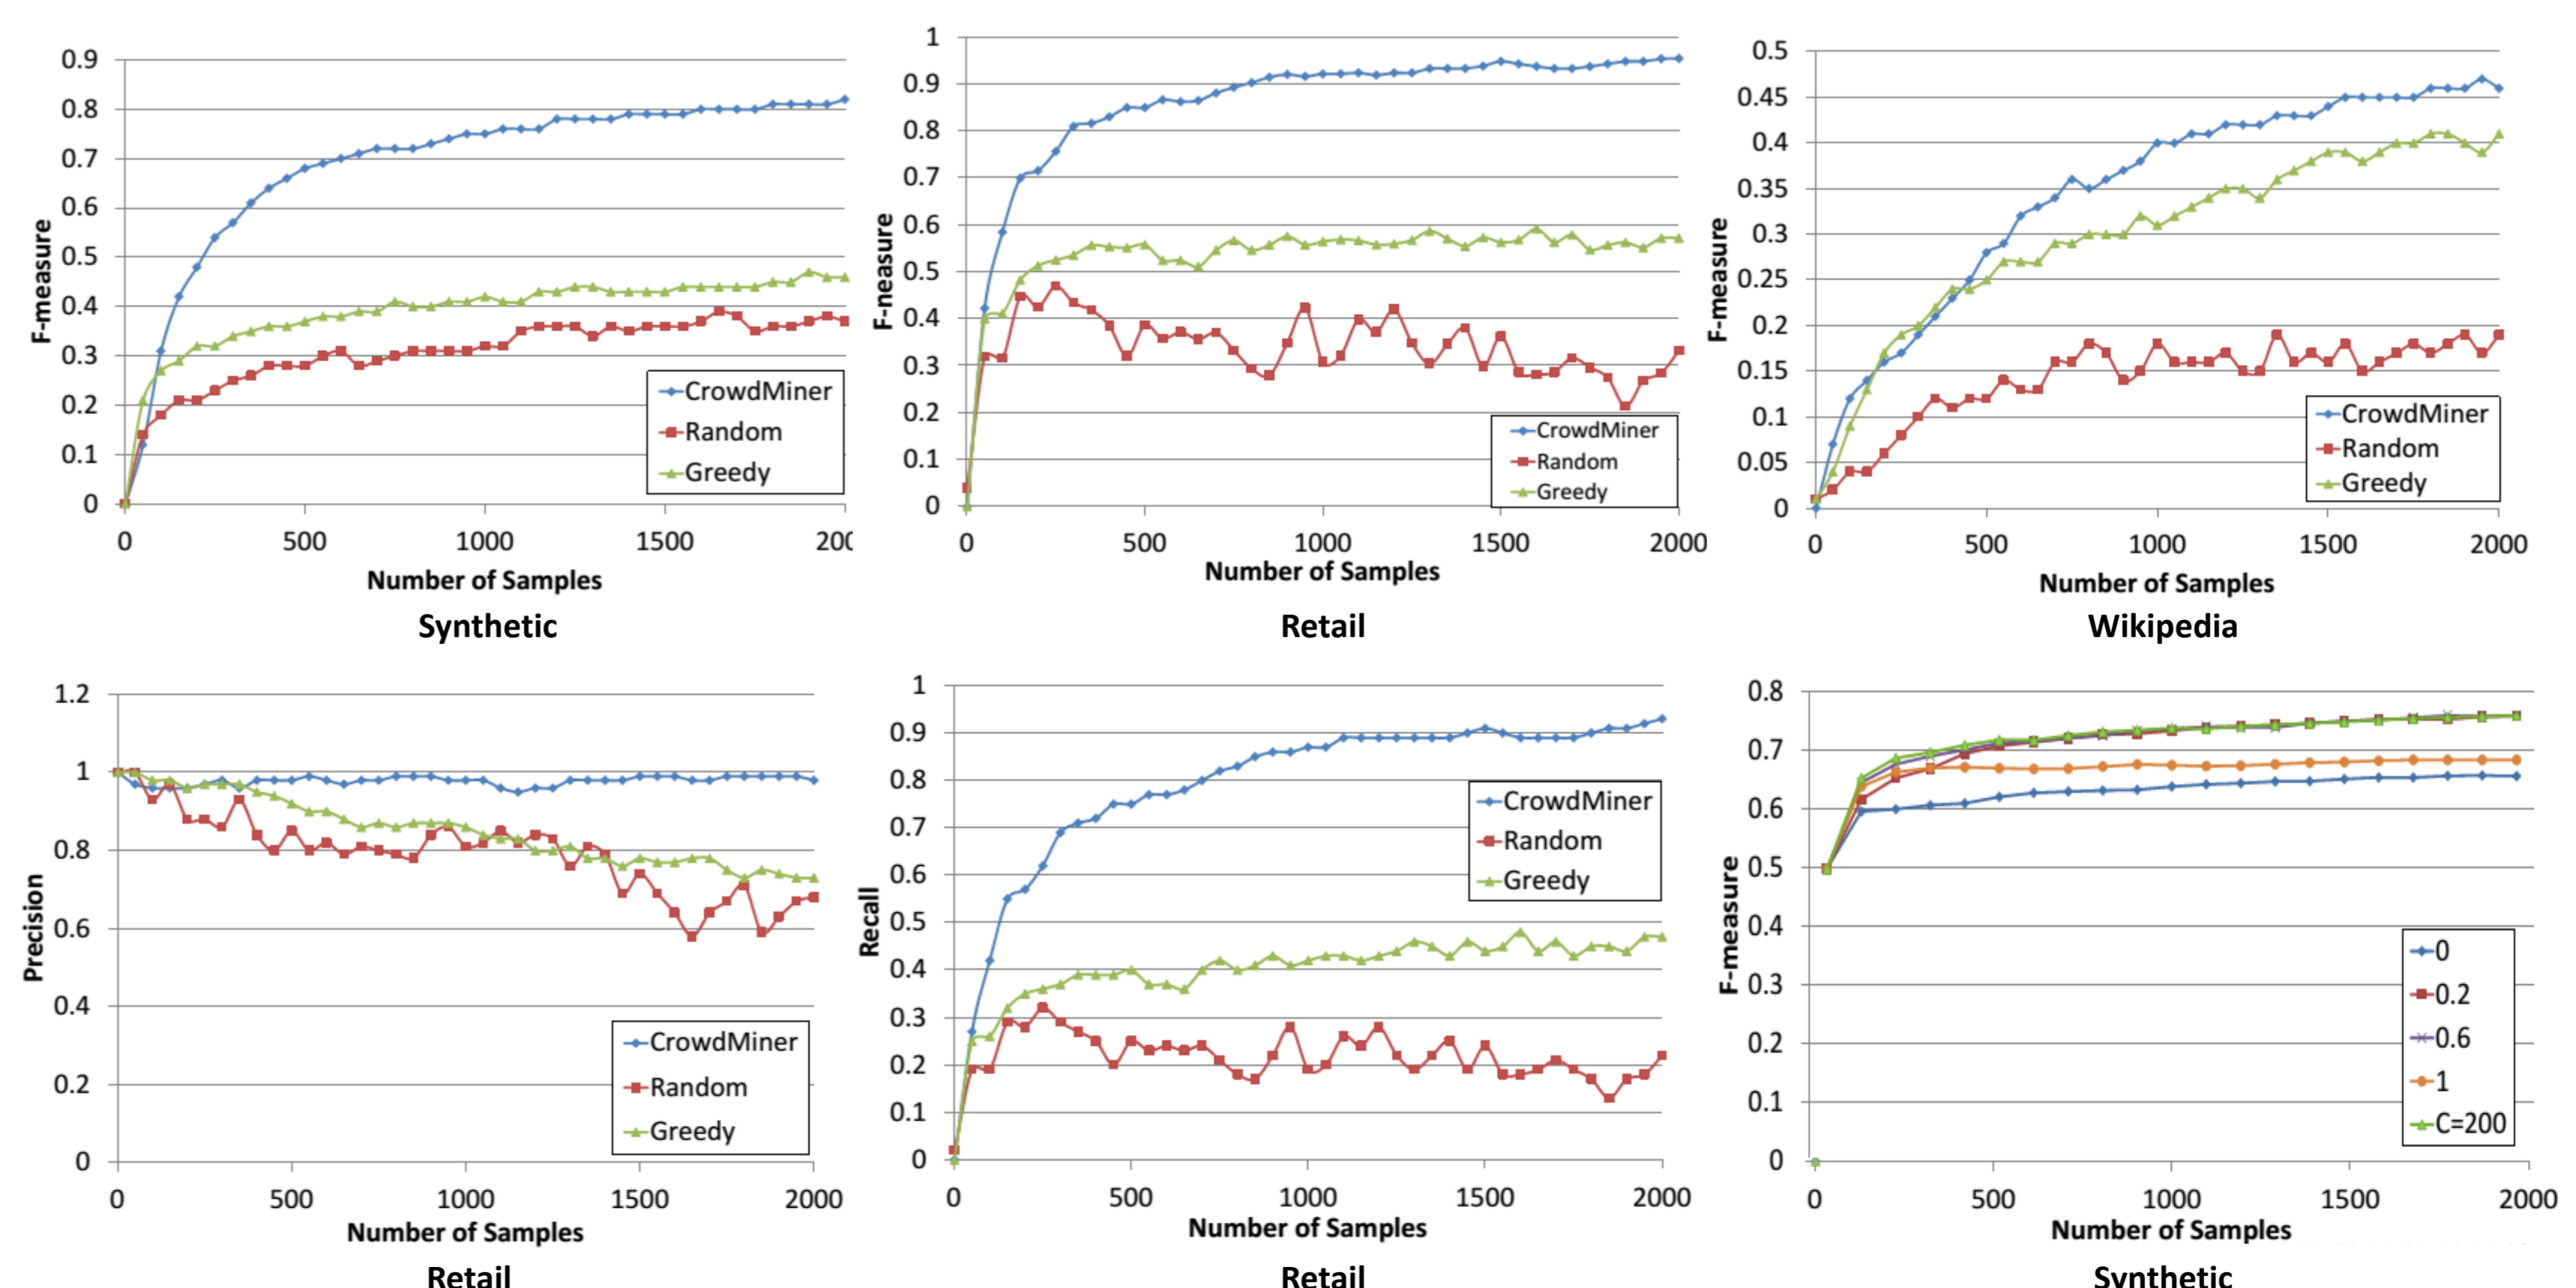 0.9
0.8
0.7
0.6
0.5
0.4
0.3
0.2
0.1
0
F-measure
CrowdMiner
Random
Greedy
0 500 1000 1500 200
Number of Samples
Synthetic
1
0.9
0.8
0.7
0.6
0.5
0.4
0.3
0.2
0.1
0
F-neasure
CrowdMiner
Random
Greedy
0 500 1000 1500 2000
Number of Samples
Retail
0.5
0.45
0.4
0.35
0.3
0.25
0.2
0.15
0.1
0.05
0
F-measure
CrowdMiner
Random
Greedy
0 500 1000 1500 2000
Number of Samples
Wikipedia
1.2
1
0.8
0.6
0.4
0.2
0
Precision
CrowdMiner
Random
Greedy
0 500 1000 1500 2000
Number of Samples
Retail
1
0.9
0.8
0.7
0.6
0.5
0.4
0.3
0.2
0.1
0
Recall
CrowdMiner
Random
Greedy
0 500 1000 1500 2000
Number of Samples
Retail
0.8
0.7
0.6
0.5
0.4
0.3
0.2
0.1
0
F-measure
0
0.2
0.6
1
C=200
0 500 1000 1500 2000
Number of Samples
Synthetic